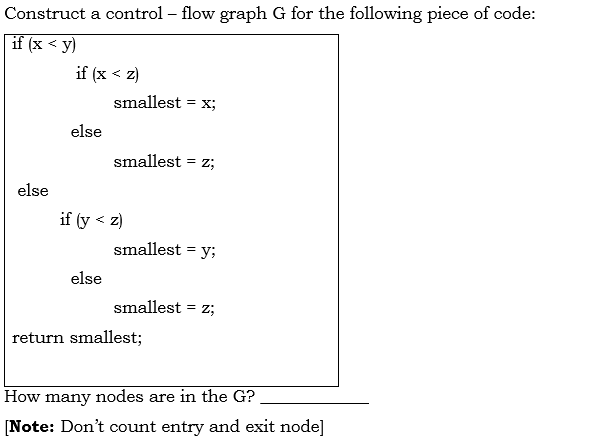 Construct a control – flow graph G for the following piece of code:
if (x < y)
if (x < z)
smallest = x;
else
smallest = z;
else
if (y < z)
smallest = y;
else
smallest = z;
return smallest;
How many nodes are in the G? ____________
[Note: Don't count entry and exit node]